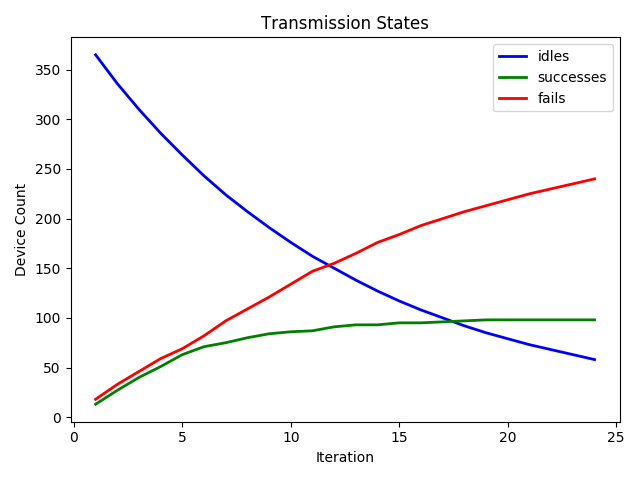 Transmission States
idles
successes
fails
Device Count
350
300
250
200
150
100
50
0
0 5 10 15 20 25
Iteration